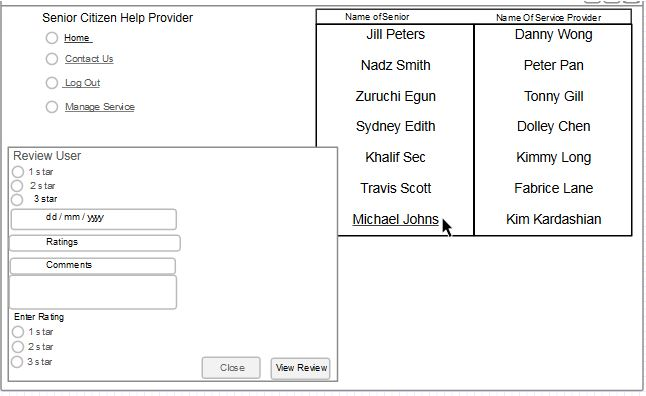 Senior Citizen Help Provider
Home
Contact Us
Log Out
Manage Service
Name of Senior Name Of Service Provider
Jill Peters Danny Wong
Nadz Smith Peter Pan
Zuruchi Egun Tonny Gill
Sydney Edith Dolley Chen
Khalif Sec Kimmy Long
Travis Scott Fabrice Lane
Michael Johns Kim Kardashian
Review User
1 star
2 star
3 star
dd / mm / yyyy
Ratings
Comments
Enter Rating
1 star
2 star
3 star
Close View Review